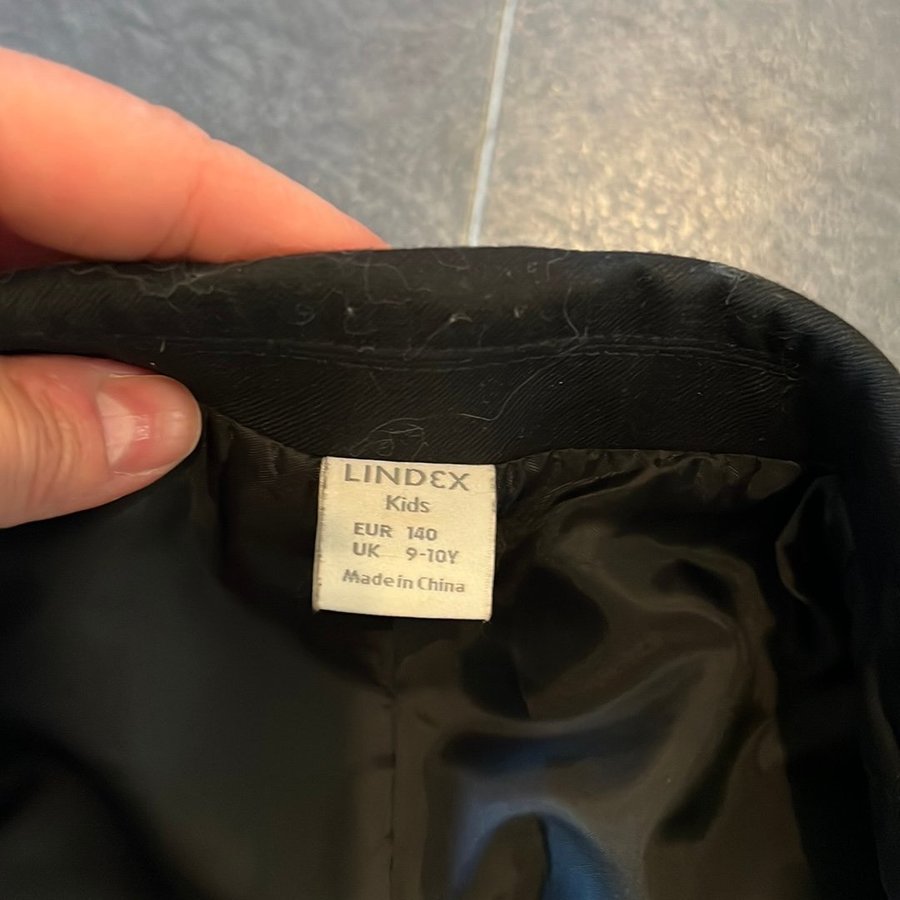 LINDEX
Kids
EUR 140
UK 9-10Y
Made in China